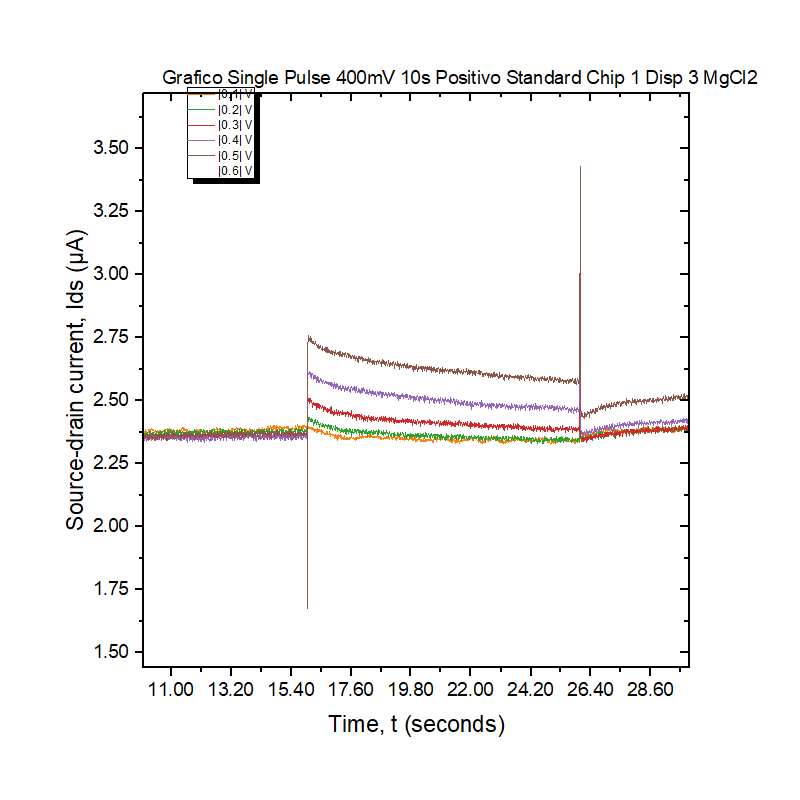 Grafico Single Pulse 400mV 10s Positivo Standard Chip 1 Disp 3 MgCl2
|0.1| V
|0.2| V
|0.3| V
|0.4| V
|0.5| V
|0.6| V
3.50
3.25
3.00
2.75
2.50
2.25
2.00
1.75
1.50
Source-drain current, Ids (µA)
11.00 13.20 15.40 17.60 19.80 22.00 24.20 26.40 28.60
Time, t (seconds)